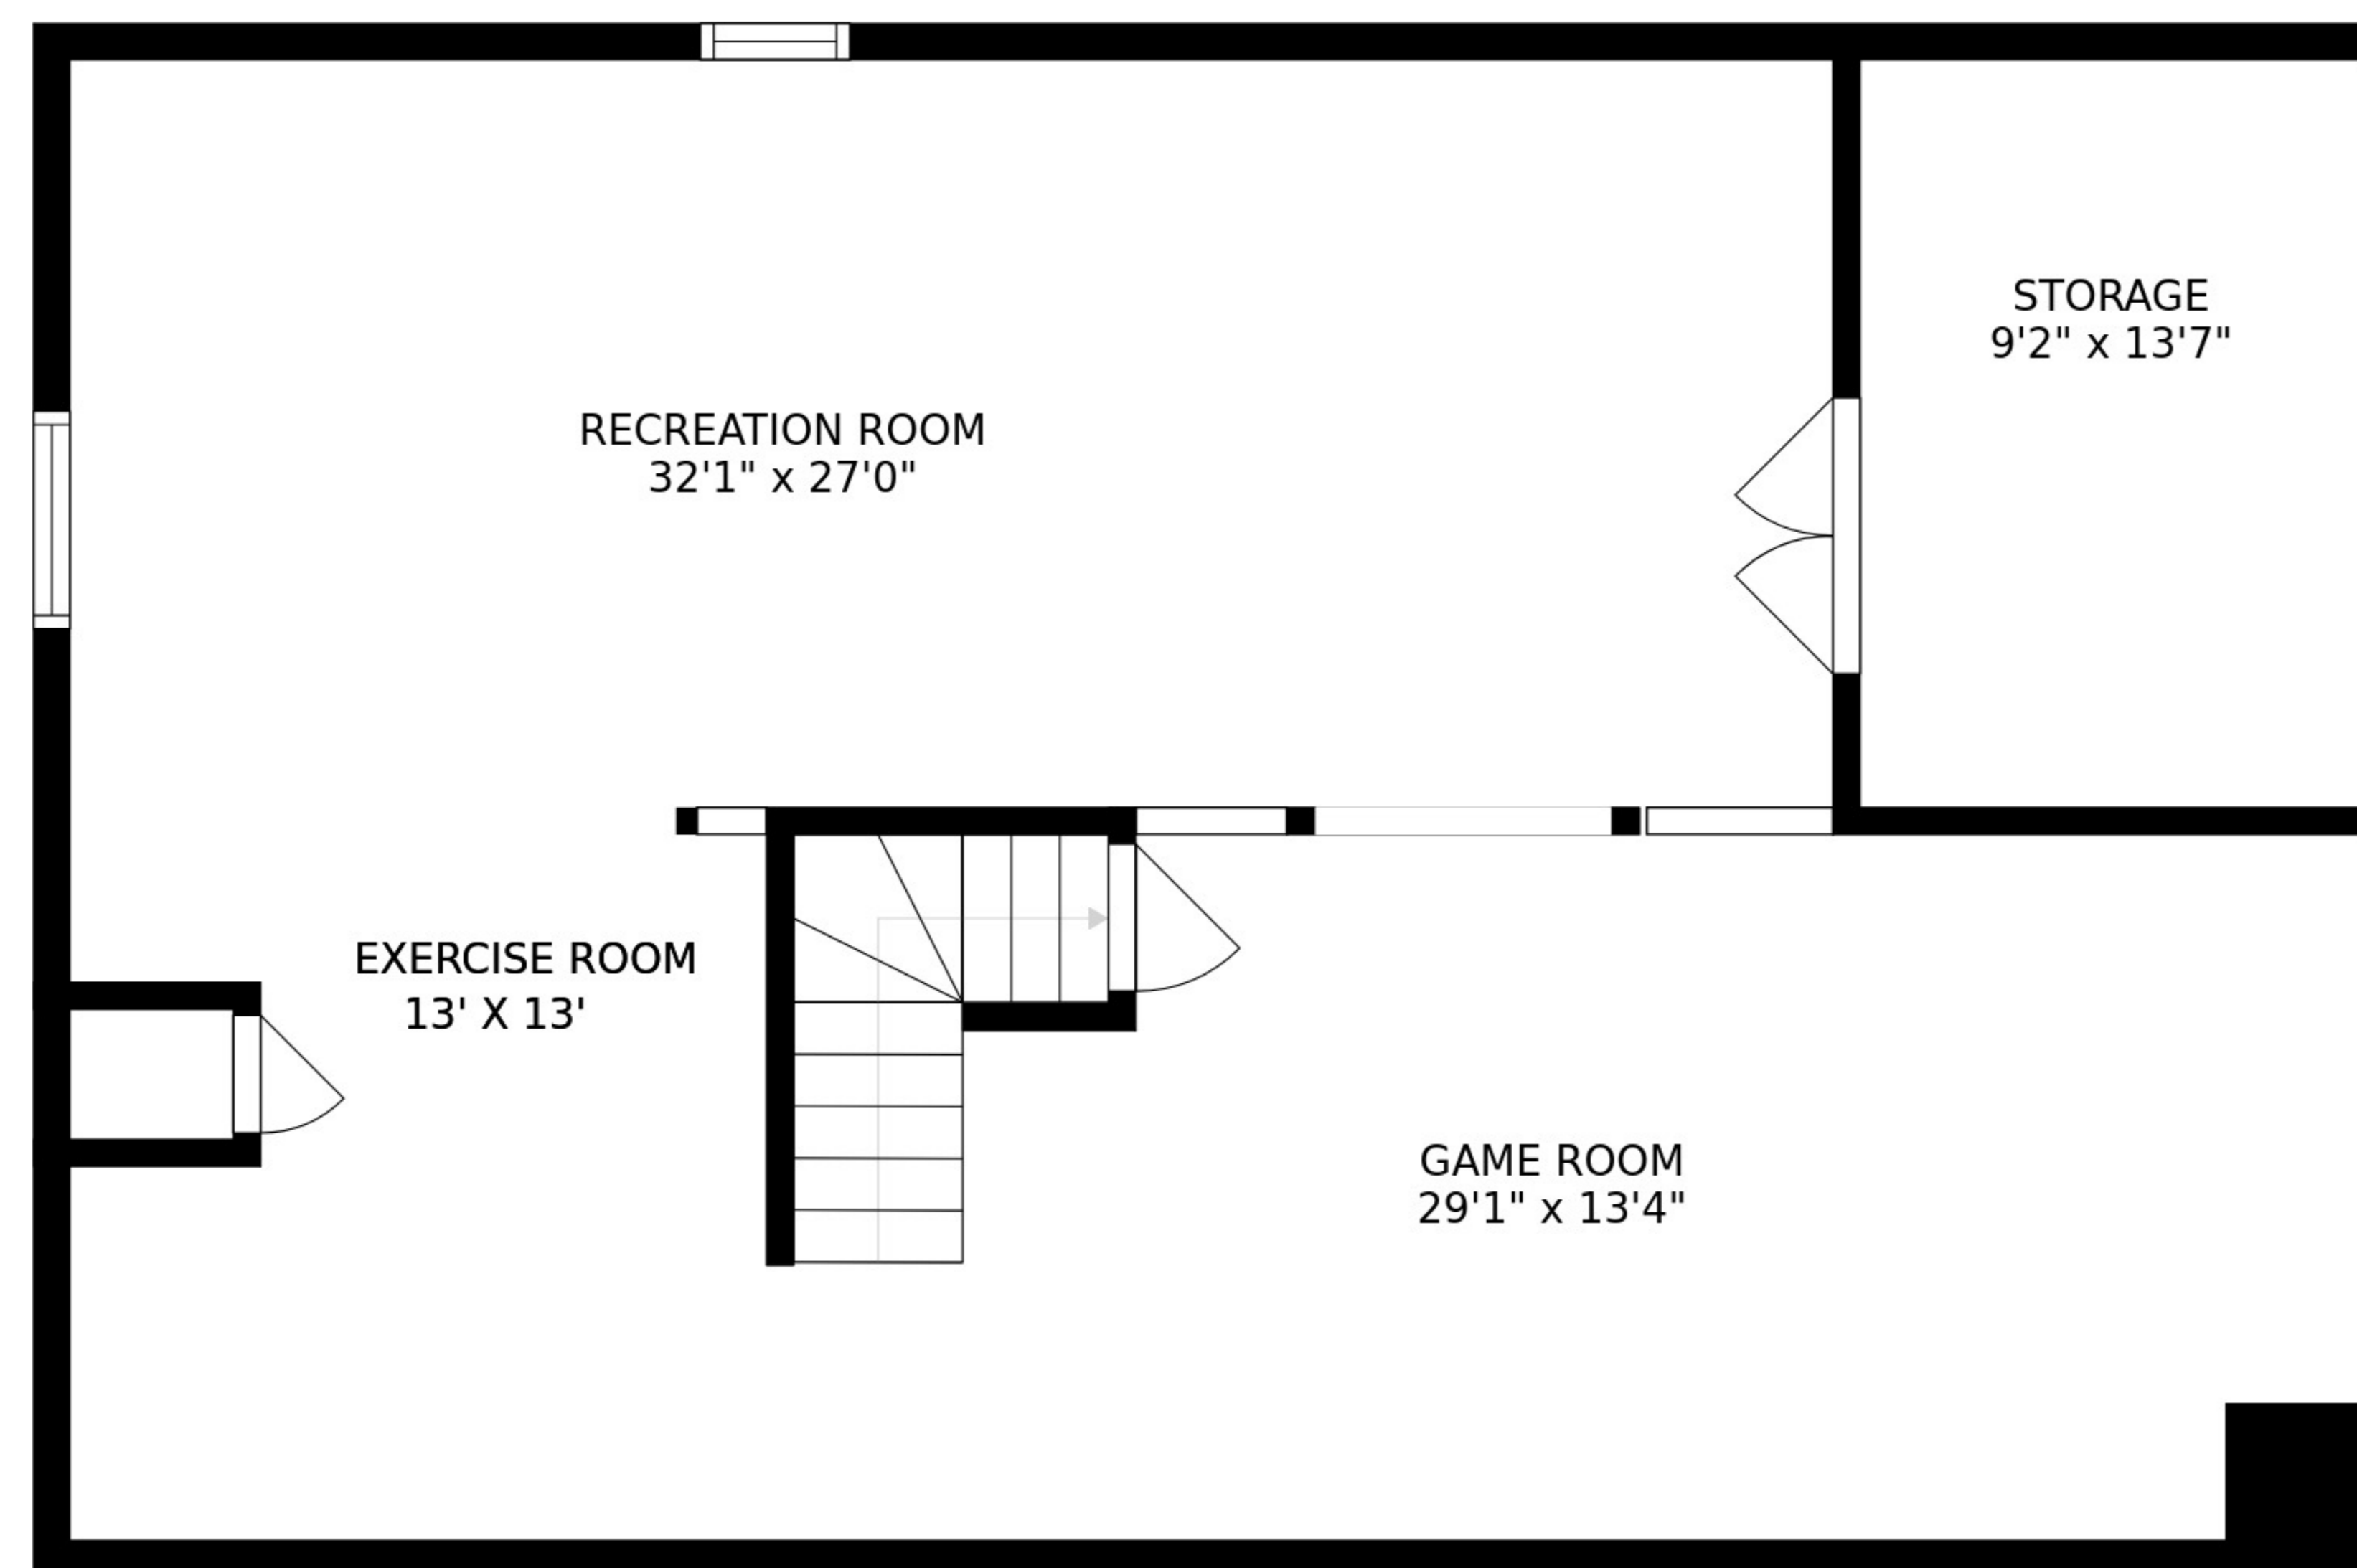 STORAGE
9'2" x 13'7"
RECREATION ROOM
32'1" x 27'0"
EXERCISE ROOM
13' X 13'
GAME ROOM
29'1" x 13'4"